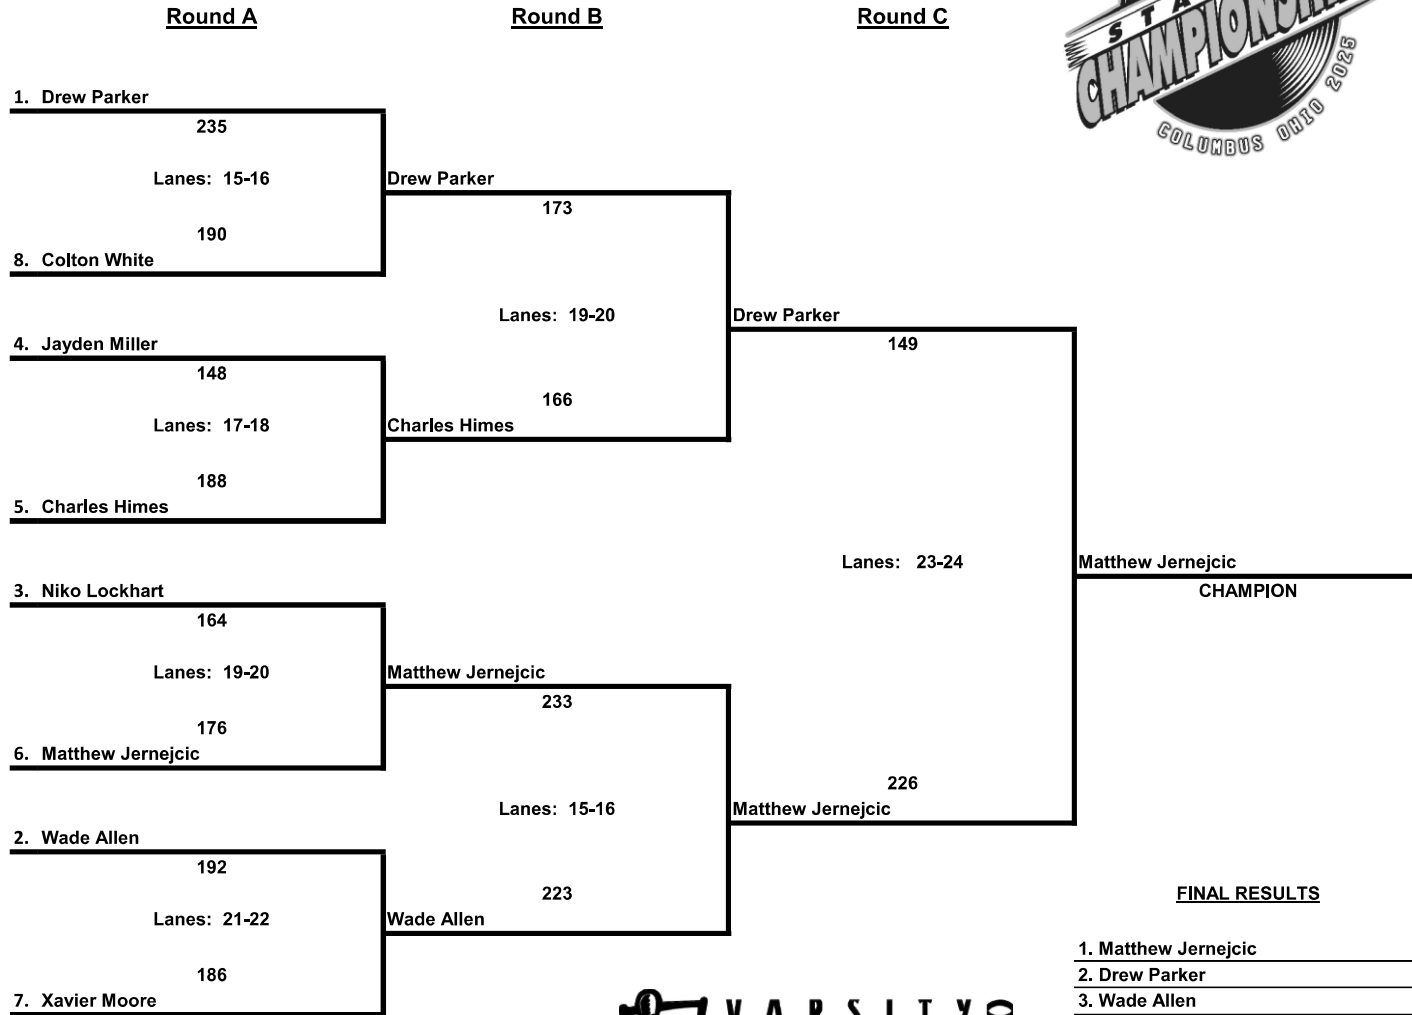 Round A Round B Round C
STA
CHAMPIONSHI
COLUMBUS OHIO 2025
1. Drew Parker
235
Lanes: 15-16
190
8. Colton White
Drew Parker
173
Lanes: 19-20
166
Charles Himes
4. Jayden Miller
148
Lanes: 17-18
188
5. Charles Himes
Drew Parker
149
Lanes: 23-24
226
Matthew Jernejcic
Matthew Jernejcic
CHAMPION
3. Niko Lockhart
164
Lanes: 19-20
176
6. Matthew Jernejcic
Matthew Jernejcic
233
Lanes: 15-16
223
Wade Allen
2. Wade Allen
192
Lanes: 21-22
186
7. Xavier Moore
FINAL RESULTS
1. Matthew Jernejcic
2. Drew Parker
3. Wade Allen
VARSITY